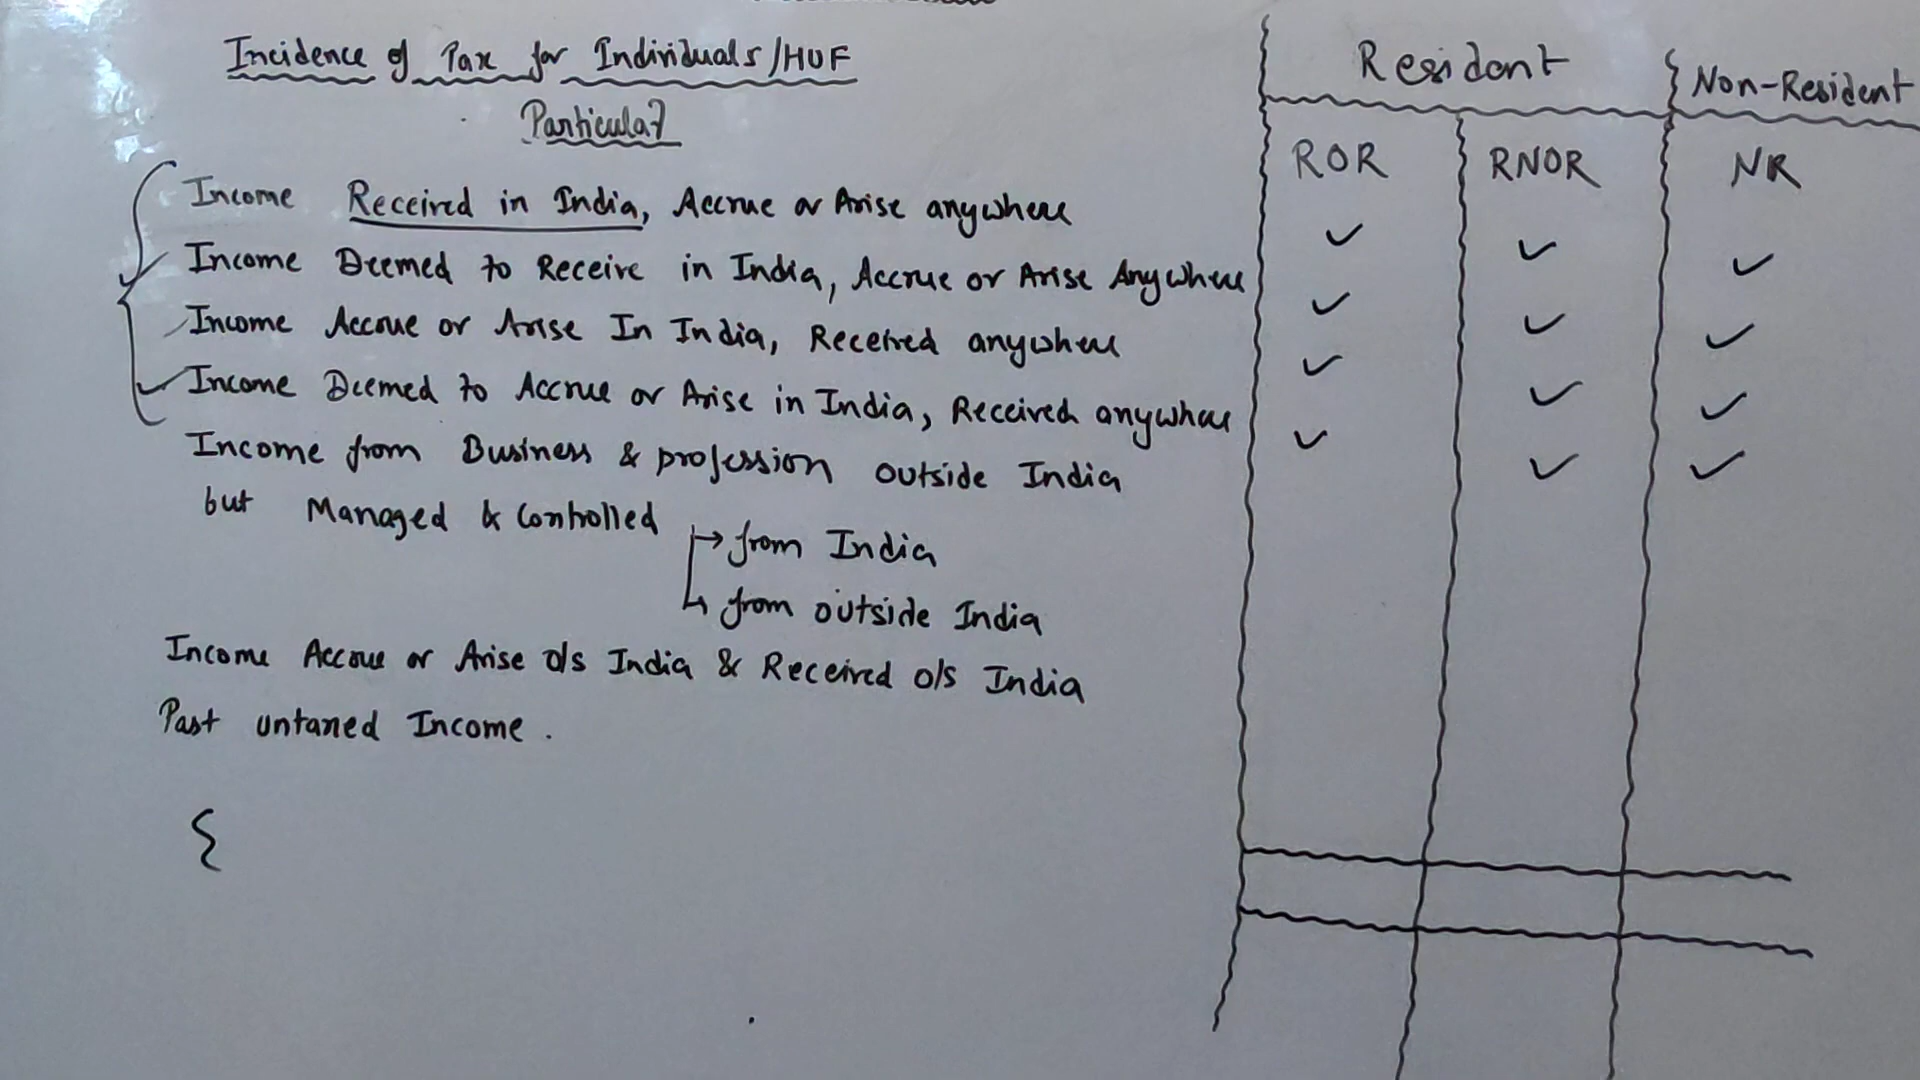 Incidence of Tax for Individuals/HUF
Resident
Non-Resident
Particular
ROR
RNOR
NR
Income Received in India, Accrue or Arise anywhere
✓ ✓ ✓
Income Deemed to Receive in India, Accrue or Arise Anywhere
✓ ✓ ✓
Income Accrue or Arise In India, Received anywhere
✓ ✓ ✓
Income Deemed to Accrue or Arise in India, Received anywhere
✓ ✓ ✓
Income from Business & profession outside India
but Managed & Controlled
→ from India
↳ from outside India
Income Accrue or Arise o/s India & Received o/s India
Past untaxed Income.